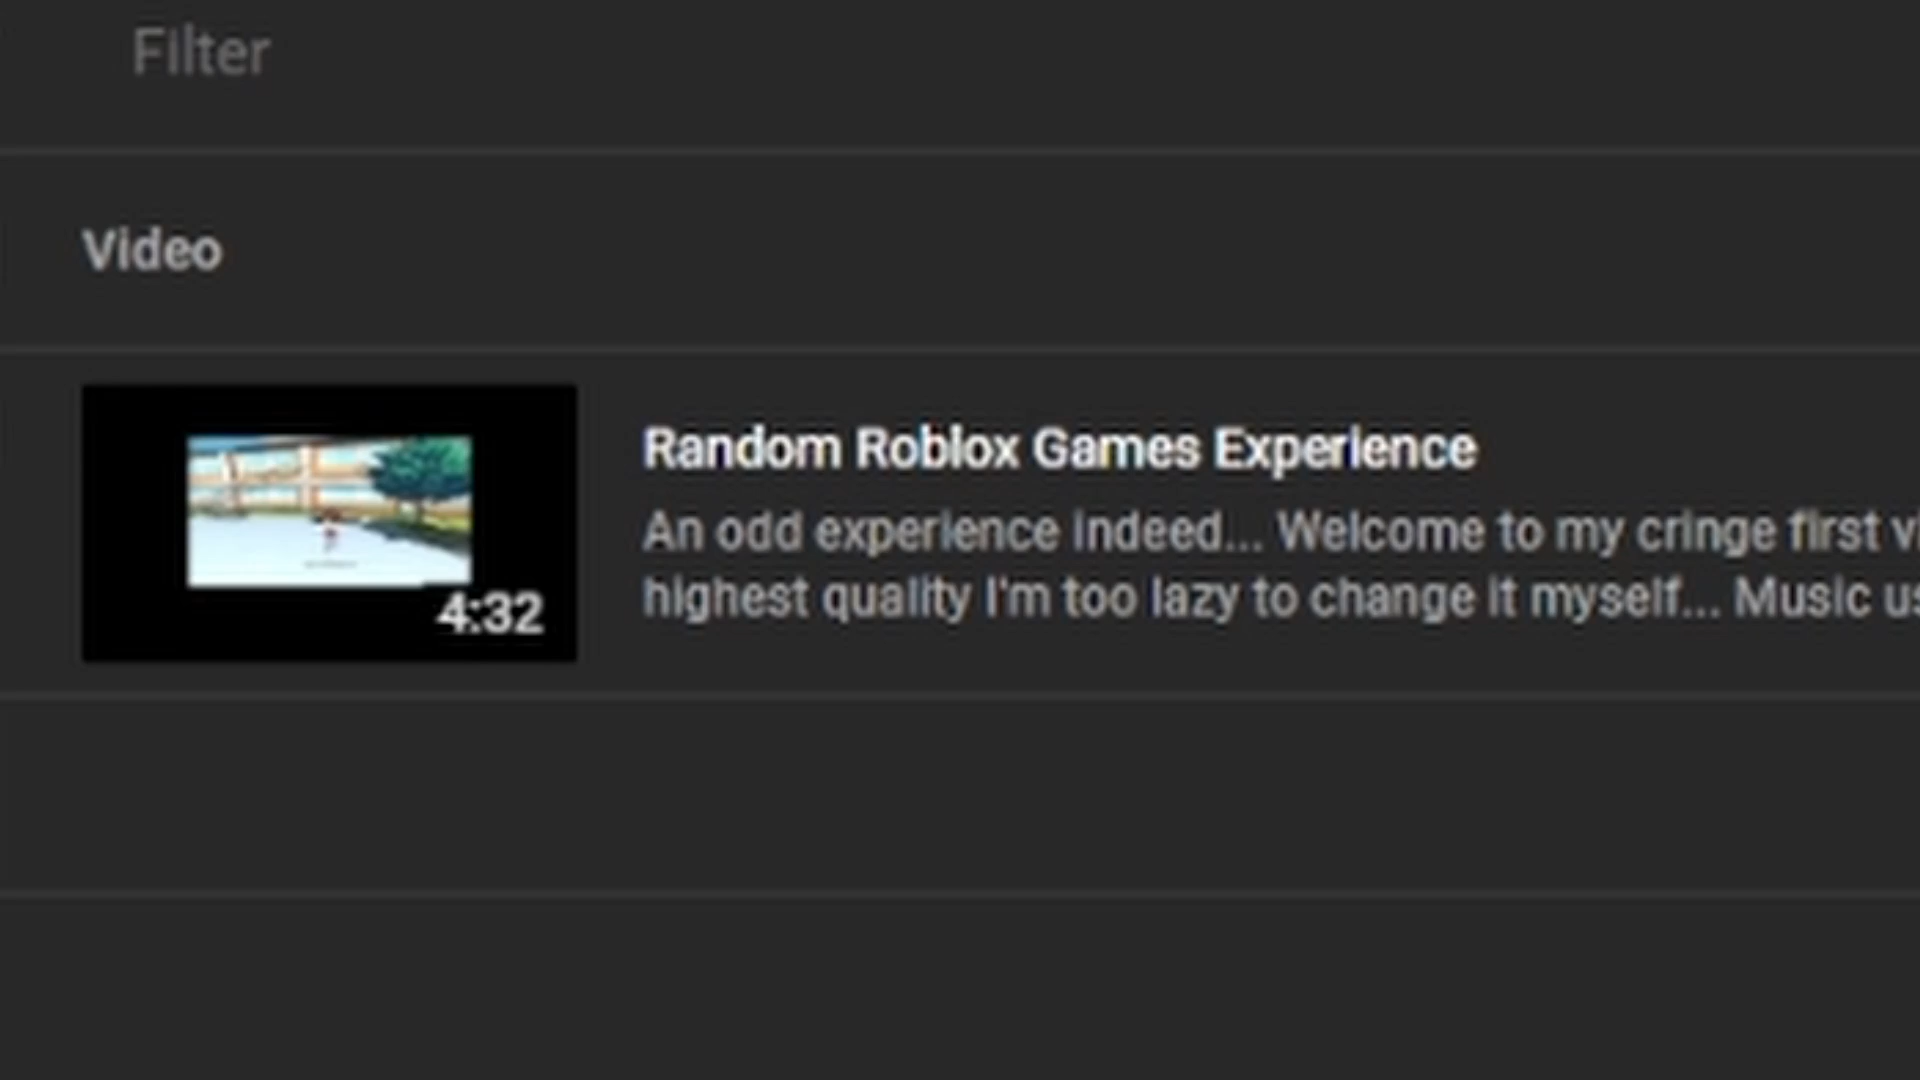 Filter
Video
4:32
Random Roblox Games Experience
An odd experience indeed... Welcome to my cringe first
highest quality I'm too lazy to change it myself... Music